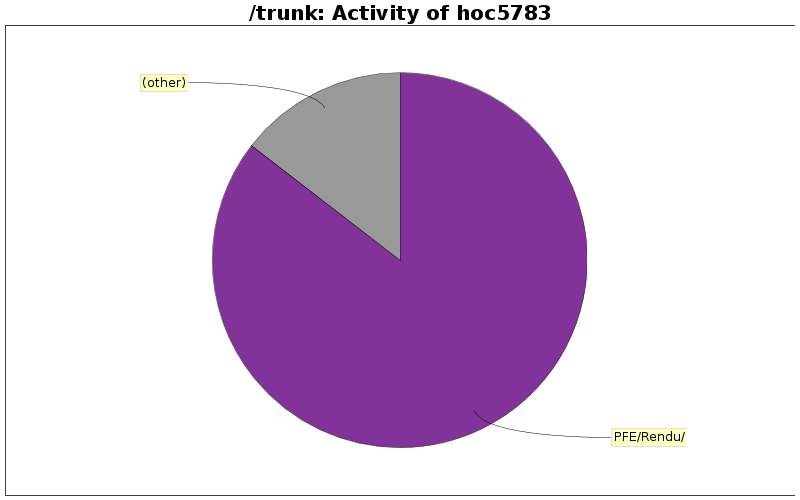 /trunk: Activity of hoc5783
(other)
PFE/Rendu/